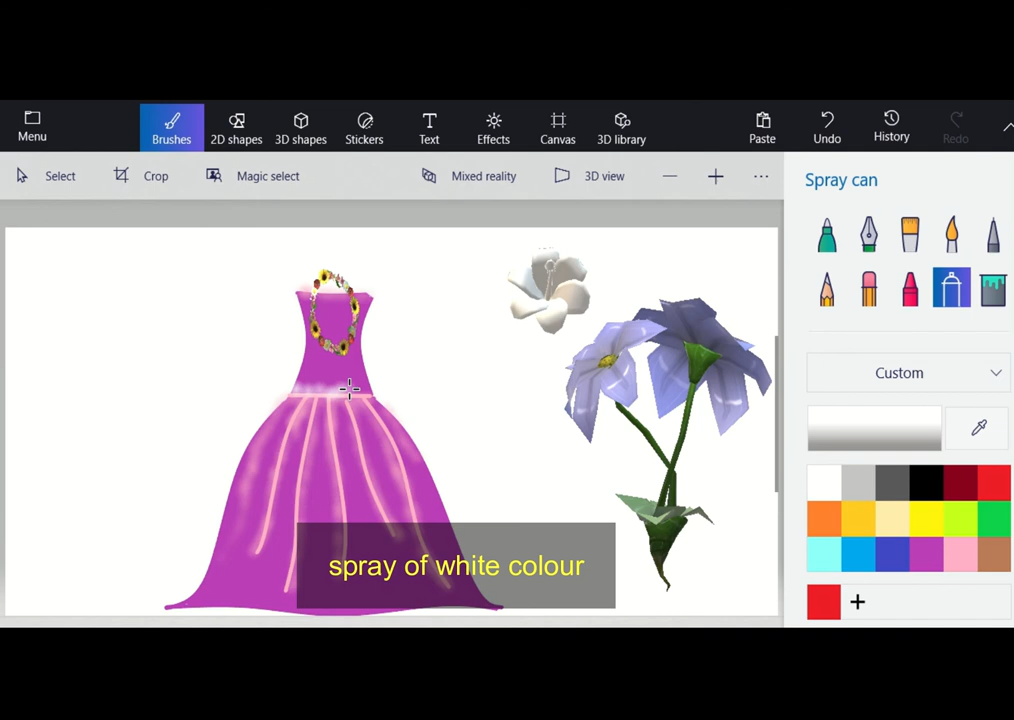 Menu
Brushes
2D shapes
3D shapes
Stickers
Text
Effects
Canvas
3D library
Paste
Undo
History
Redo
Select
Crop
Magic select
Mixed reality
3D view
Spray can
Custom
spray of white colour